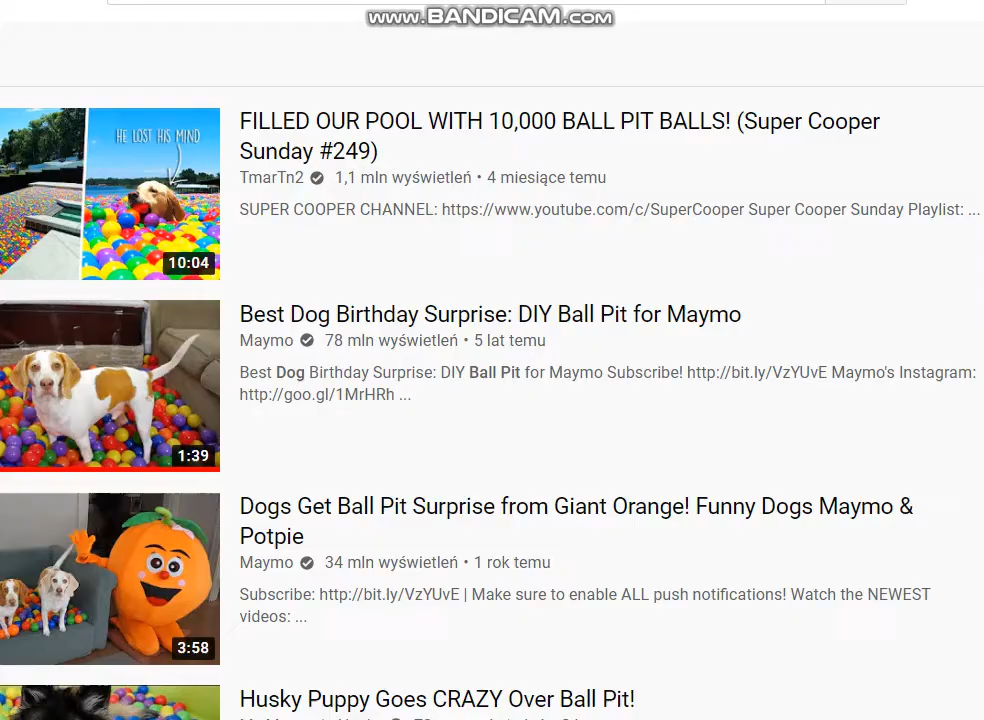 www.BANDICAM.com
HE LOST HIS MIND
10:04
FILLED OUR POOL WITH 10,000 BALL PIT BALLS! (Super Cooper
Sunday #249)
TmarTn2 1,1 mln wyświetleń • 4 miesiące temu
SUPER COOPER CHANNEL: https://www.youtube.com/c/SuperCooper Super Cooper Sunday Playlist: ...
1:39
Best Dog Birthday Surprise: DIY Ball Pit for Maymo
Maymo 78 mln wyświetleń • 5 lat temu
Best Dog Birthday Surprise: DIY Ball Pit for Maymo Subscribe! http://bit.ly/VzYUvE Maymo's Instagram:
http://goo.gl/1MrHRh ...
3:58
Dogs Get Ball Pit Surprise from Giant Orange! Funny Dogs Maymo &
Potpie
Maymo 34 mln wyświetleń • 1 rok temu
Subscribe: http://bit.ly/VzYUvE | Make sure to enable ALL push notifications! Watch the NEWEST
videos: ...
Husky Puppy Goes CRAZY Over Ball Pit!